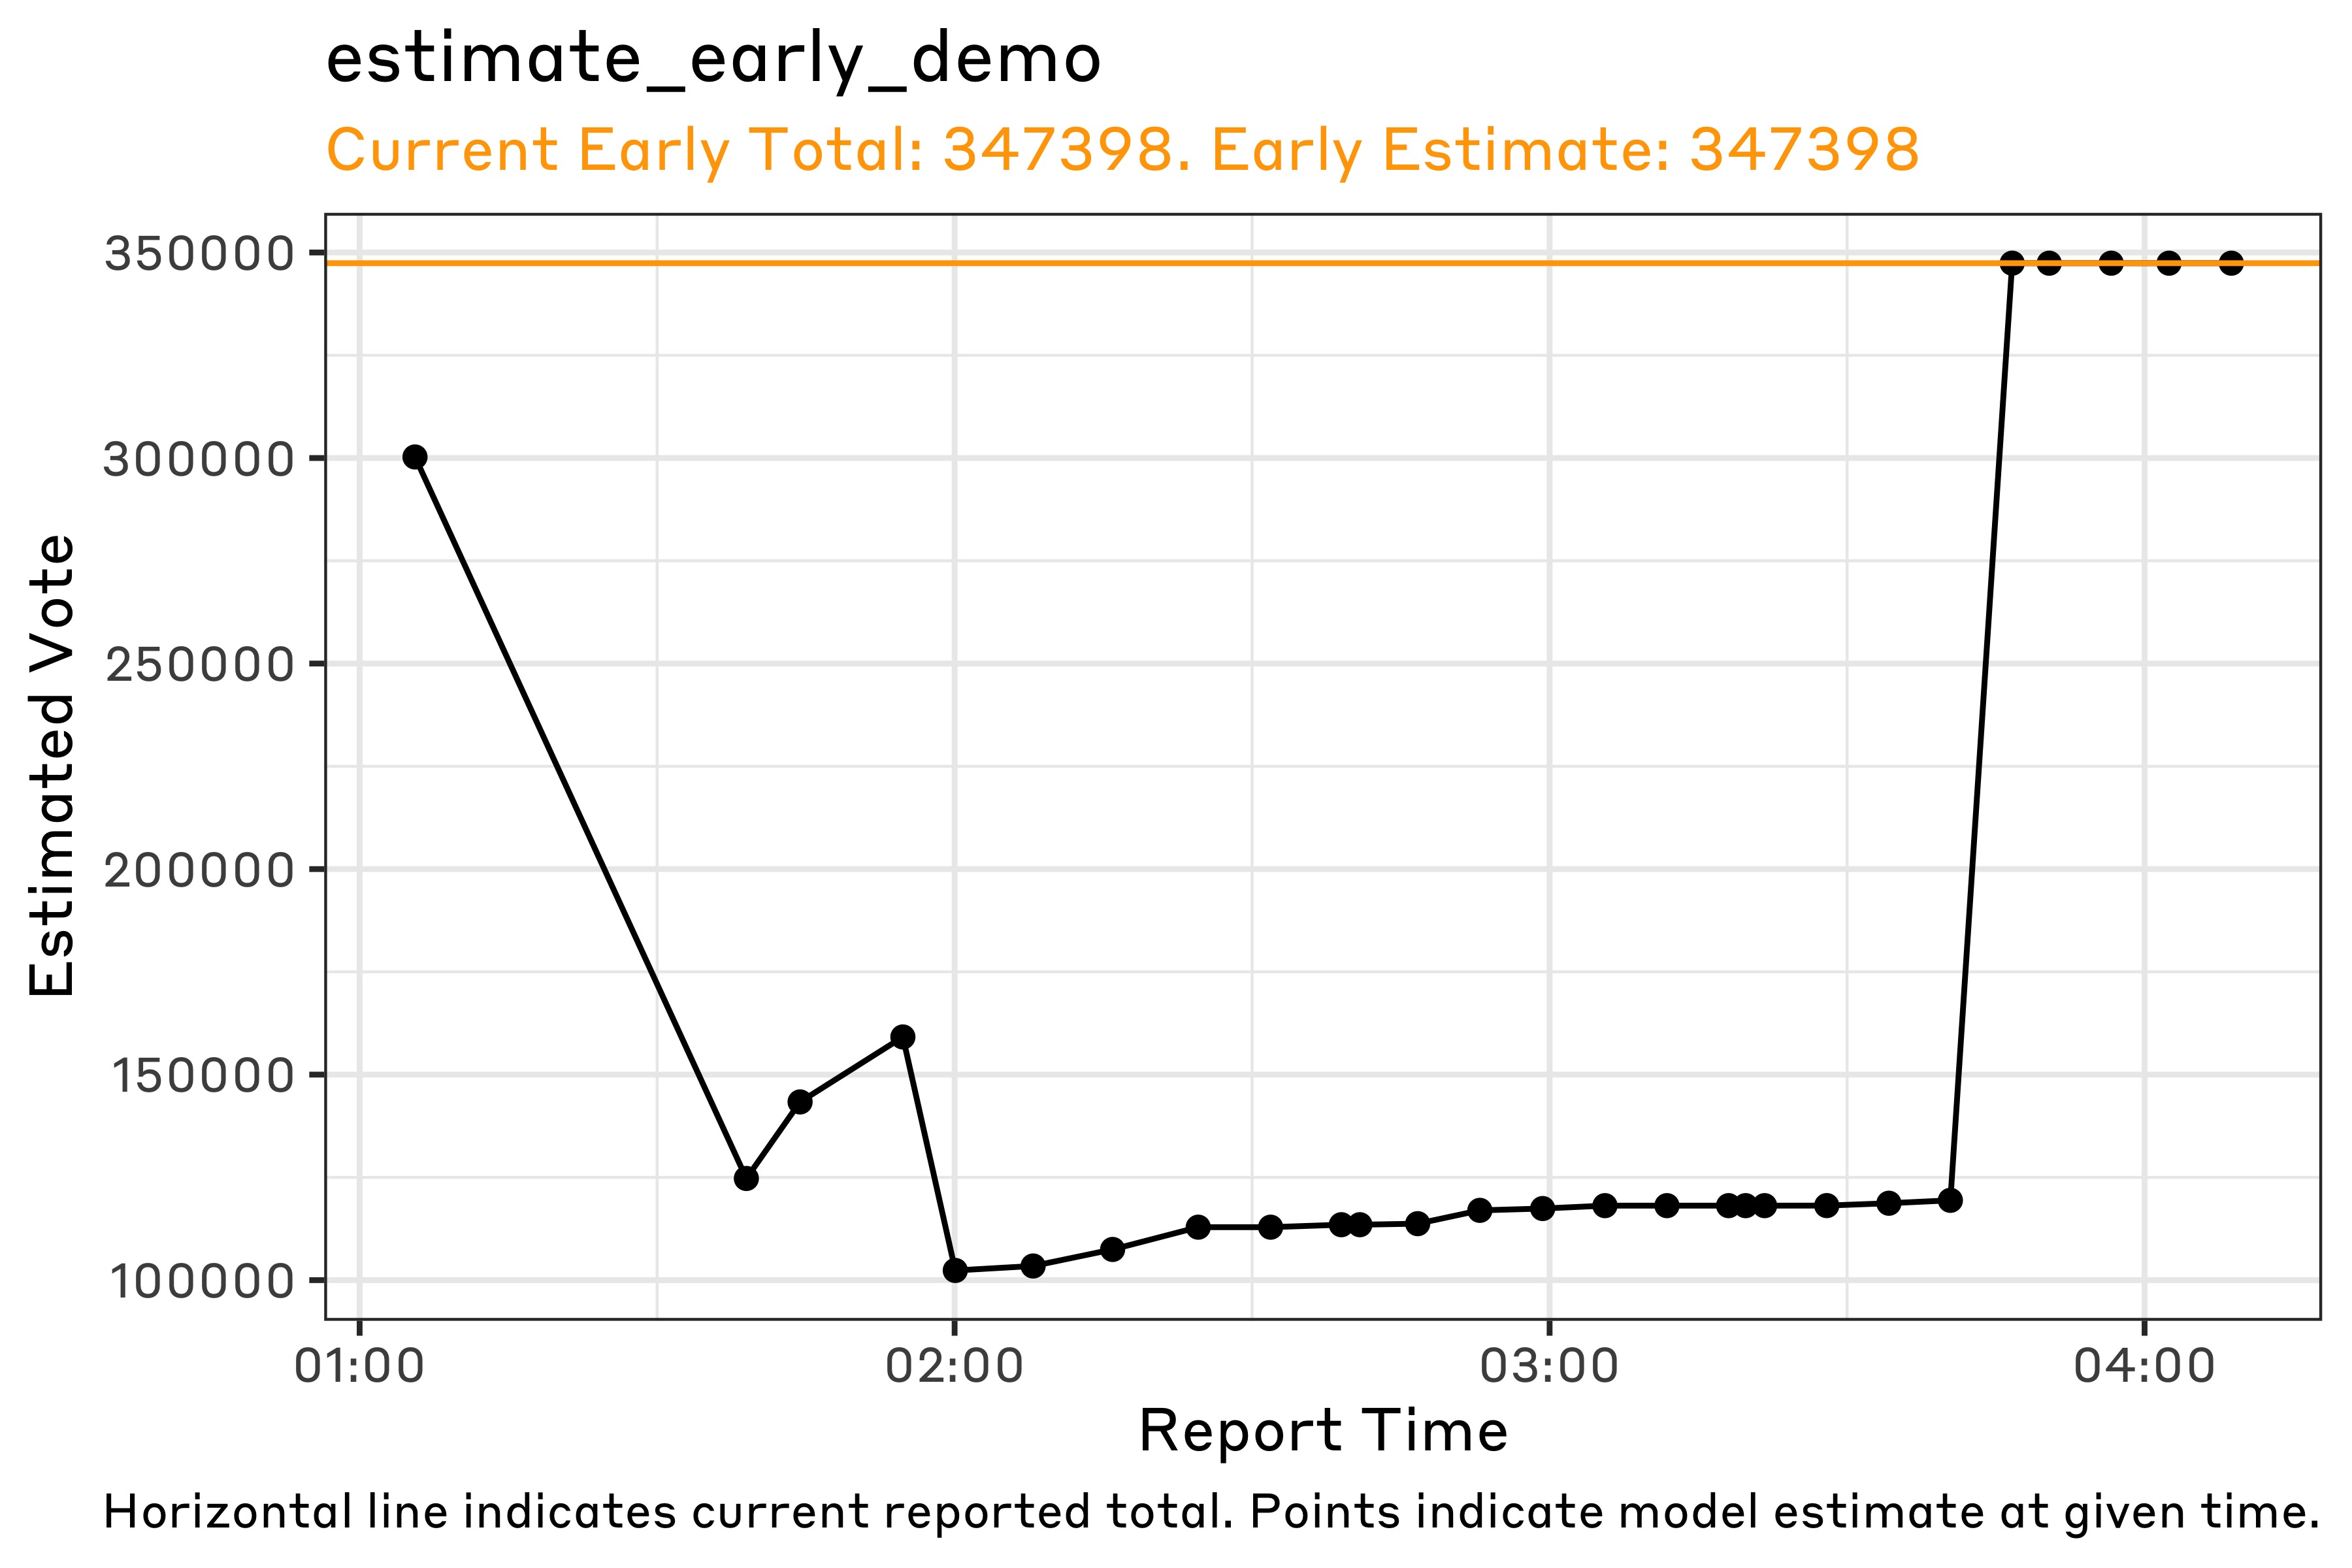 estimate_early_demo
Current Early Total: 347398. Early Estimate: 347398
Estimated Vote
350000
300000
250000
200000
150000
100000
01:00 02:00 03:00 04:00
Report Time
Horizontal line indicates current reported total. Points indicate model estimate at given time.